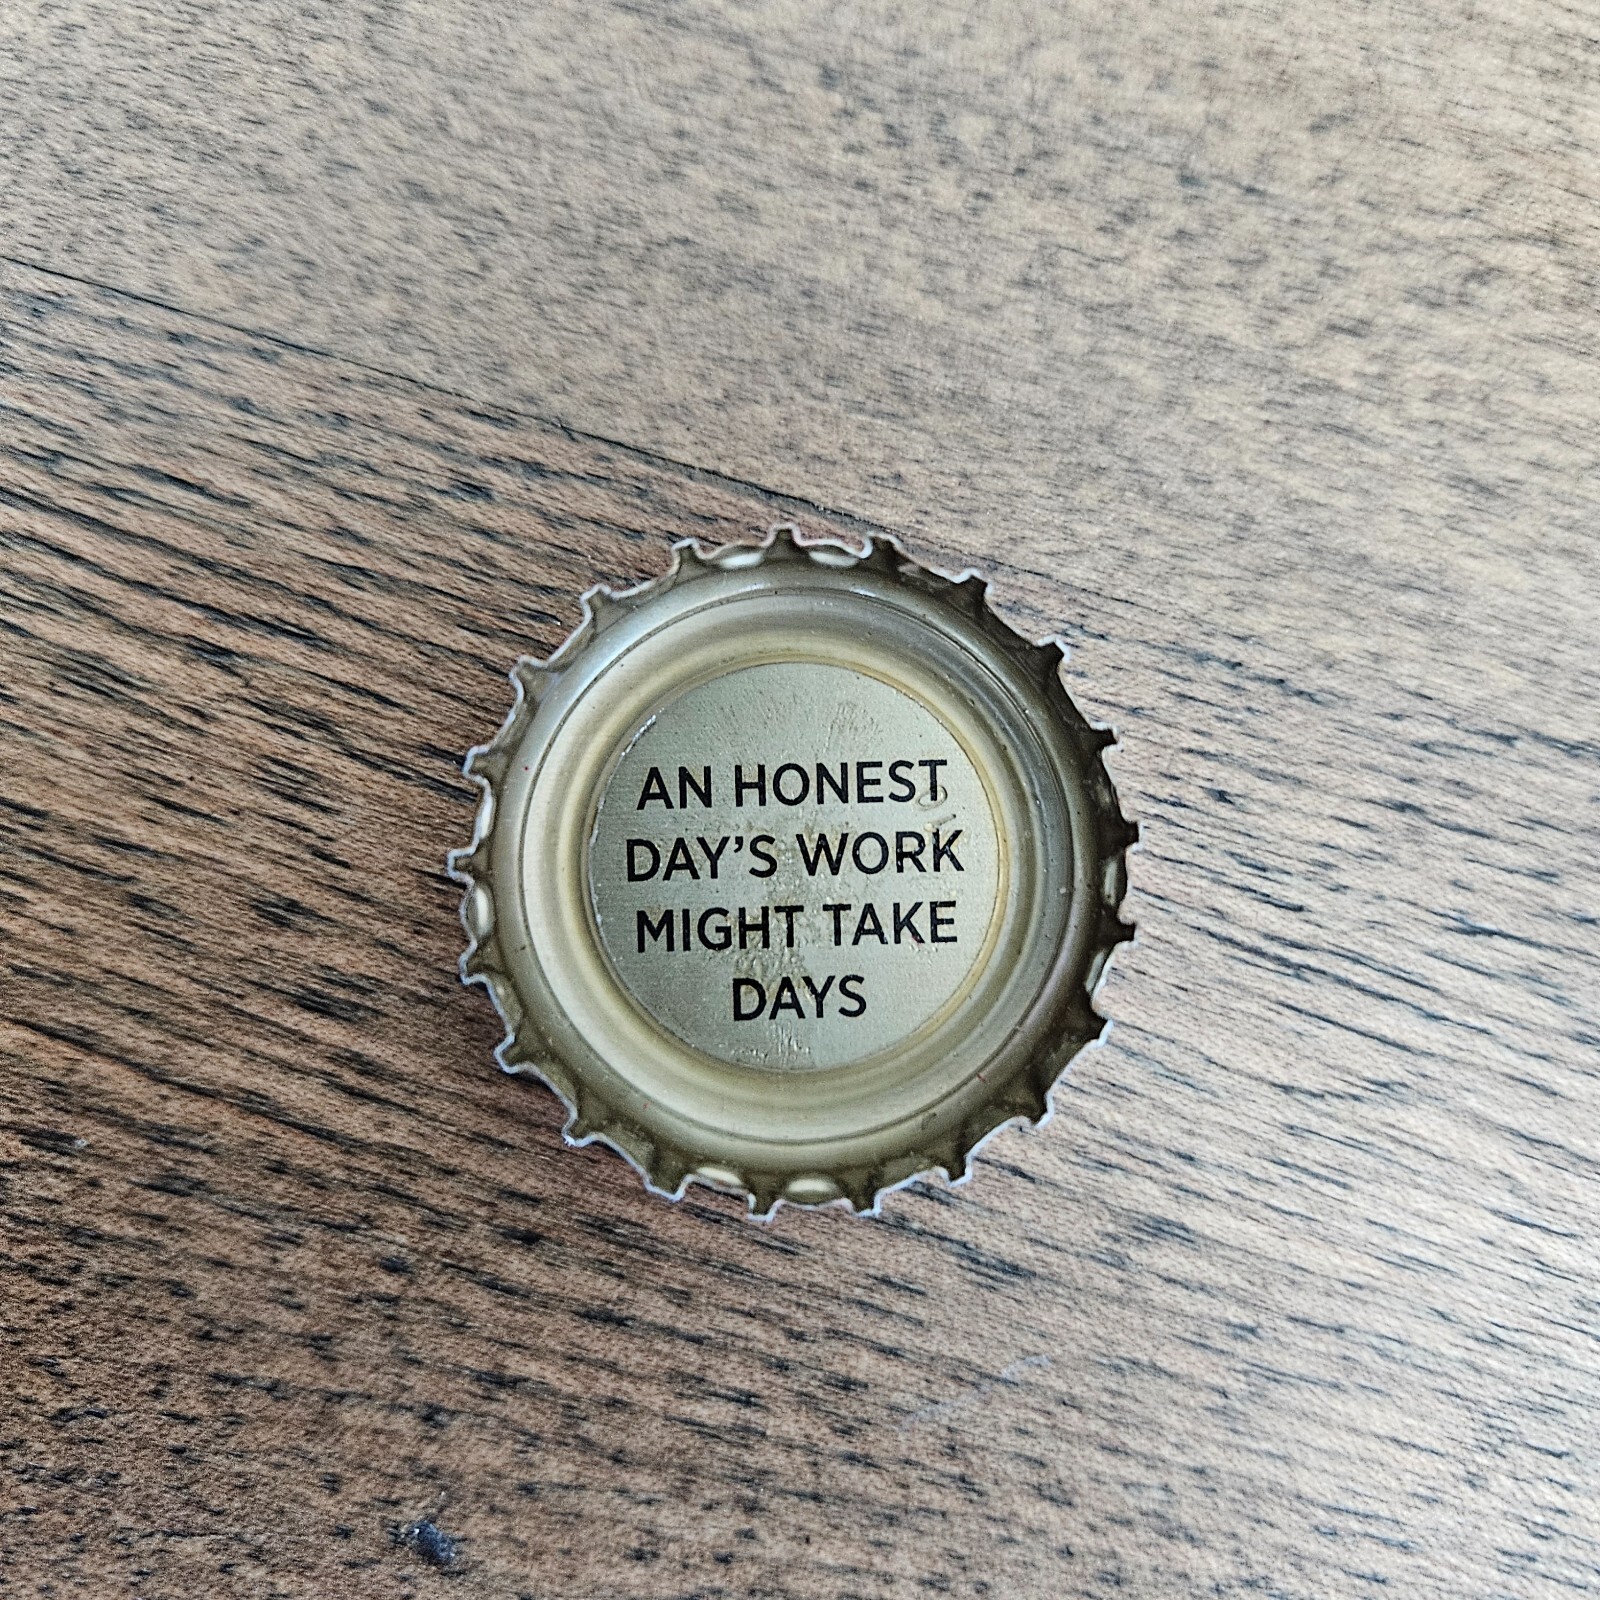 AN HONEST
DAY'S WORK
MIGHT TAKE
DAYS